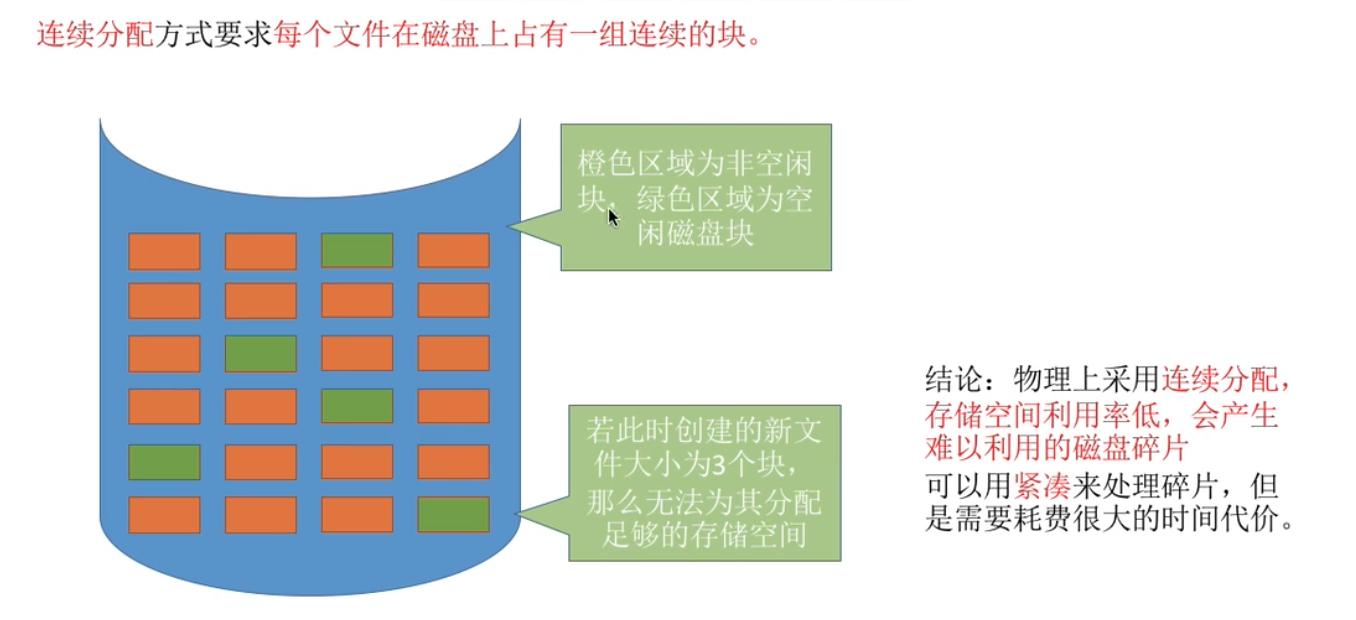 连续分配方式要求每个文件在磁盘上占有一组连续的块。
橙色区域为非空闲
块，绿色区域为空
闲磁盘块
若此时创建的新文
件大小为3个块，
那么无法为其分配
足够的存储空间
结论：物理上采用连续分配，
存储空间利用率低，会产生
难以利用的磁盘碎片
可以用紧凑来处理碎片，但
是需要耗费很大的时间代价。